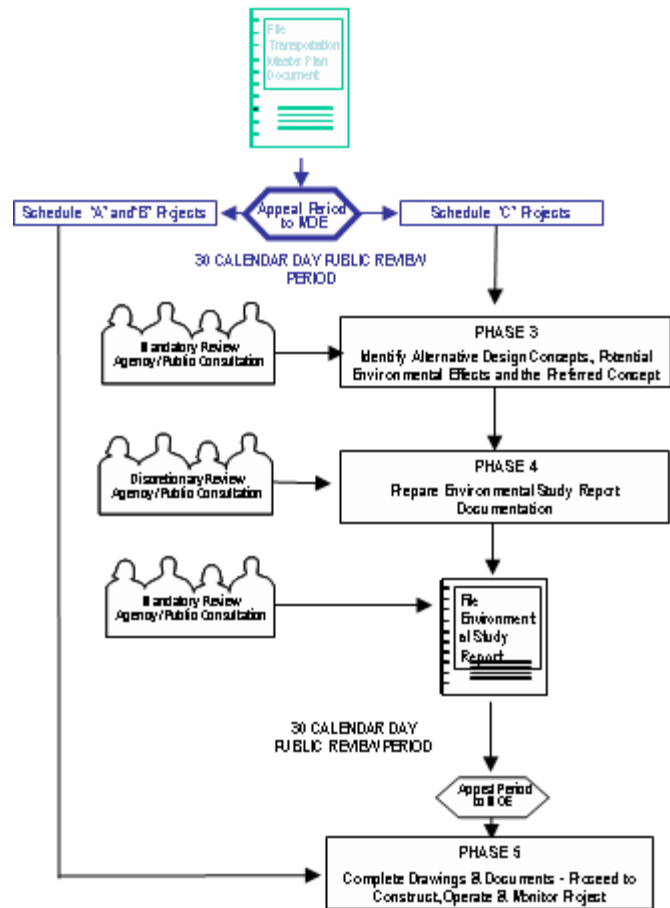 File
Transportation
Master Plan
Document
Schedule "A" and "B" Projects
Appeal Period
to MOE
Schedule "C" Projects
30 CALENDAR DAY PUBLIC REVIEW
PERIOD
Mandatory Review
Agency/Public Consultation
PHASE 3
Identify Alternative Design Concepts, Potential
Environmental Effects and the Preferred Concept
Discretionary Review
Agency/Public Consultation
PHASE 4
Prepare Environmental Study Report
Documentation
Mandatory Review
Agency/Public Consultation
File
Environment
al Study
Report
30 CALENDAR DAY
PUBLIC REVIEW PERIOD
Appeal Period
to MOE
PHASE 5
Complete Drawings & Documents - Proceed to
Construct, Operate & Monitor Project